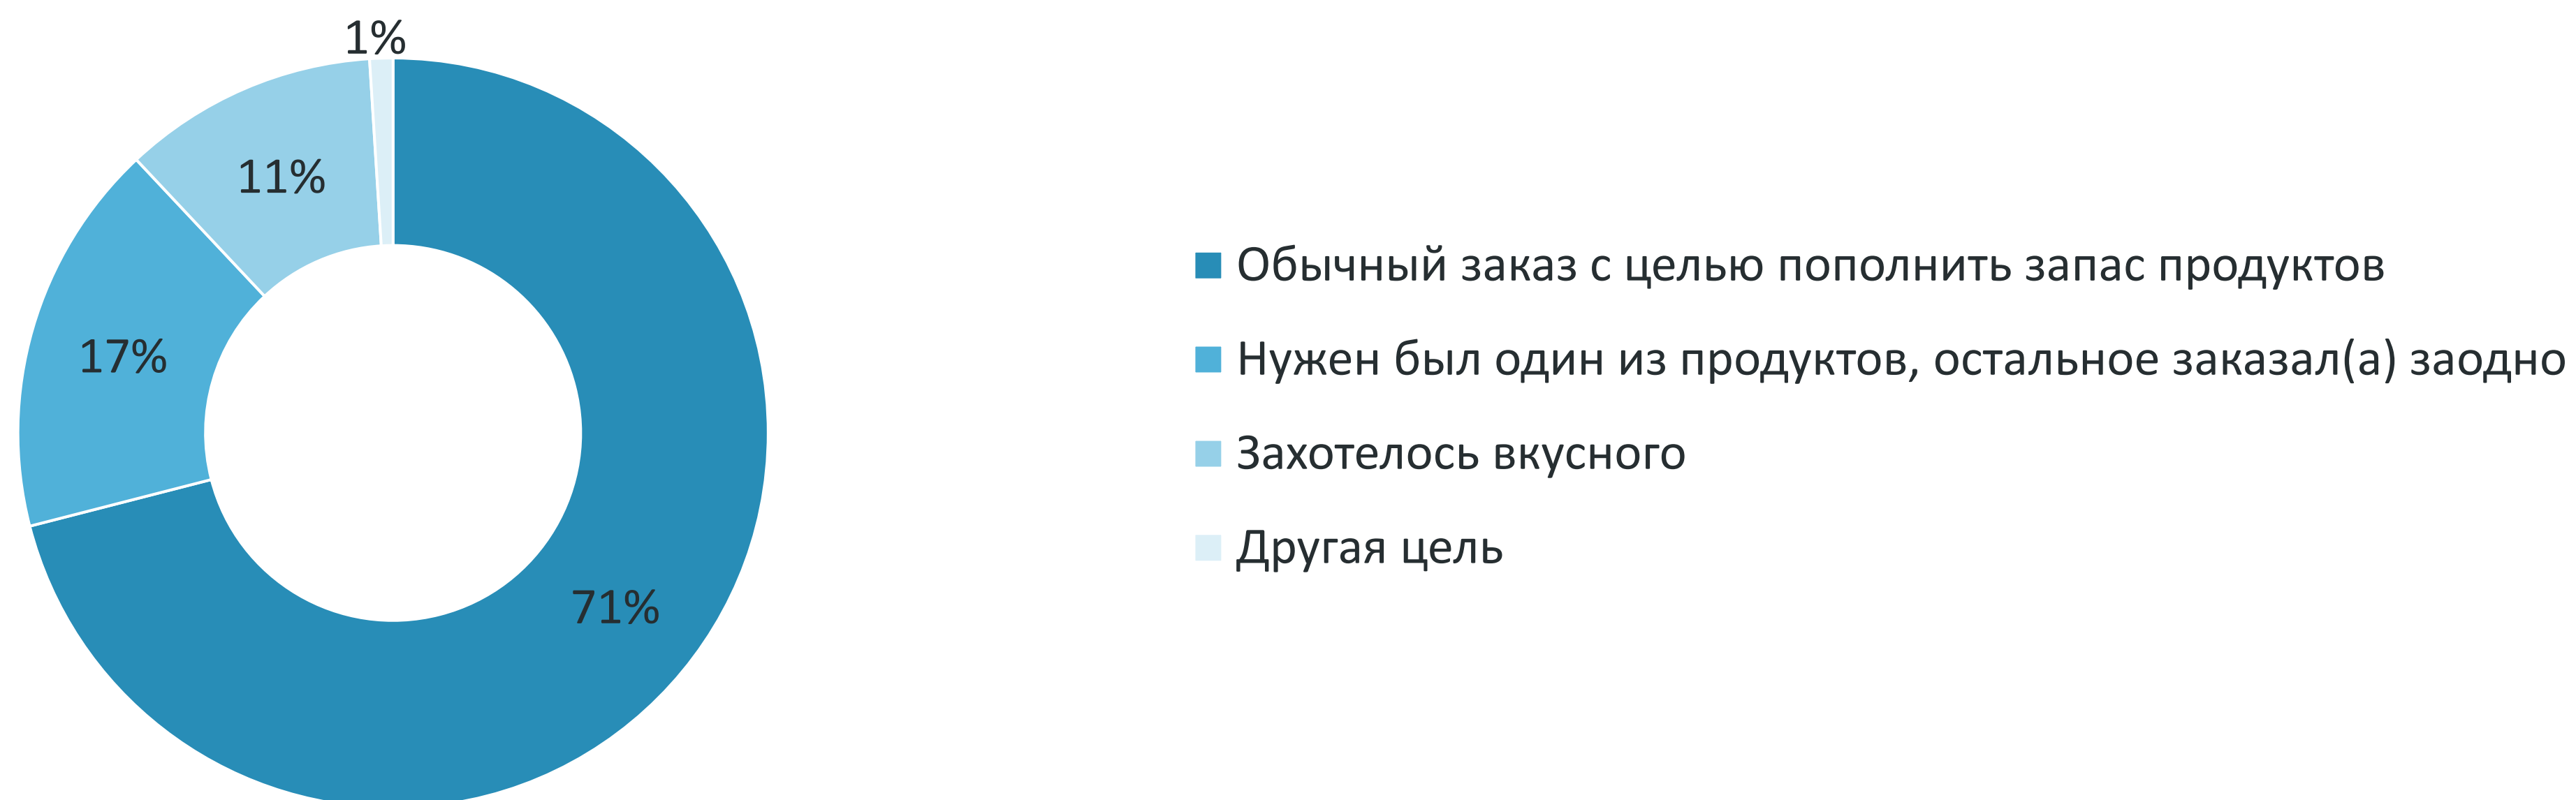 1%
11%
17%
71%
Обычный заказ с целью пополнить запас продуктов
Нужен был один из продуктов, остальное заказал(а) заодно
Захотелось вкусного
Другая цель